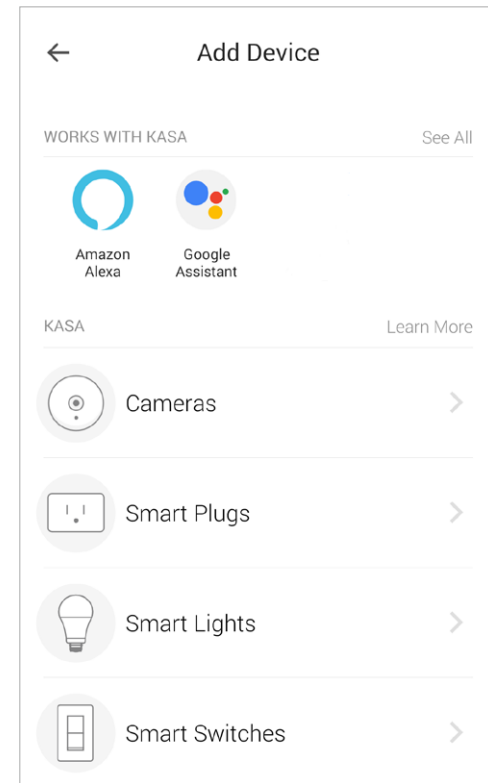 Add Device
WORKS WITH KASA See All
Amazon Google
Alexa Assistant
KASA Learn More
Cameras
Smart Plugs
Smart Lights
Smart Switches